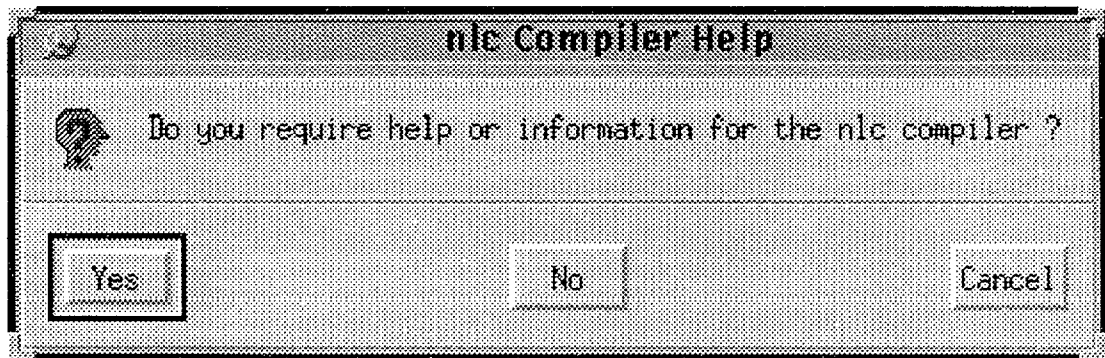 nlc Compiler Help
Do you require help or information for the nlc compiler ?
Yes No Cancel